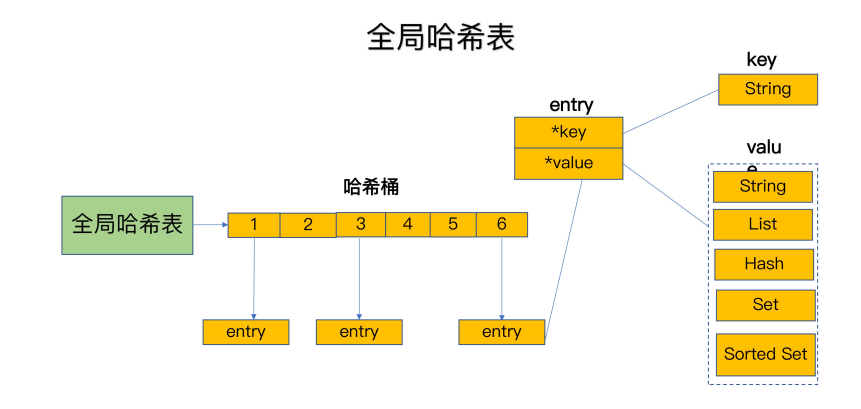 全局哈希表
key
String
entry
*key
*value
valu
e
String
List
Hash
Set
Sorted Set
哈希桶
全局哈希表
1 2 3 4 5 6
entry entry entry